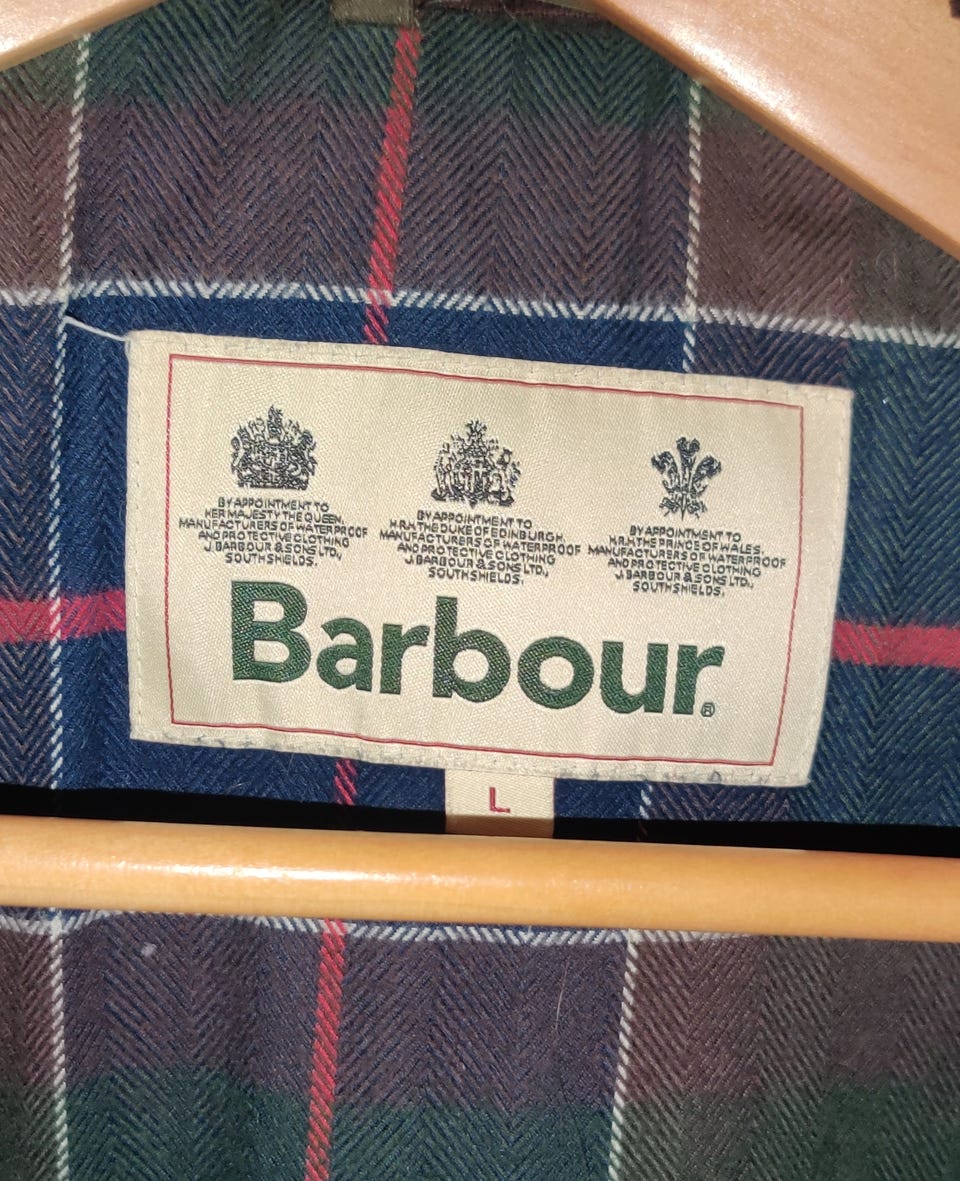 BY APPOINTMENT TO
HER MAJESTY THE QUEEN
MANUFACTURERS OF WATERPROOF
AND PROTECTIVE CLOTHING
J. BARBOUR & SONS LTD.,
SOUTH SHIELDS.
BY APPOINTMENT TO
H.R.H. THE DUKE OF EDINBURGH,
MANUFACTURERS OF WATERPROOF
AND PROTECTIVE CLOTHING
J. BARBOUR & SONS LTD.,
SOUTH SHIELDS.
BY APPOINTMENT TO
H.R.H. THE PRINCE OF WALES,
MANUFACTURERS OF WATERPROOF
AND PROTECTIVE CLOTHING
J. BARBOUR & SONS LTD.,
SOUTH SHIELDS.
Barbour®
L